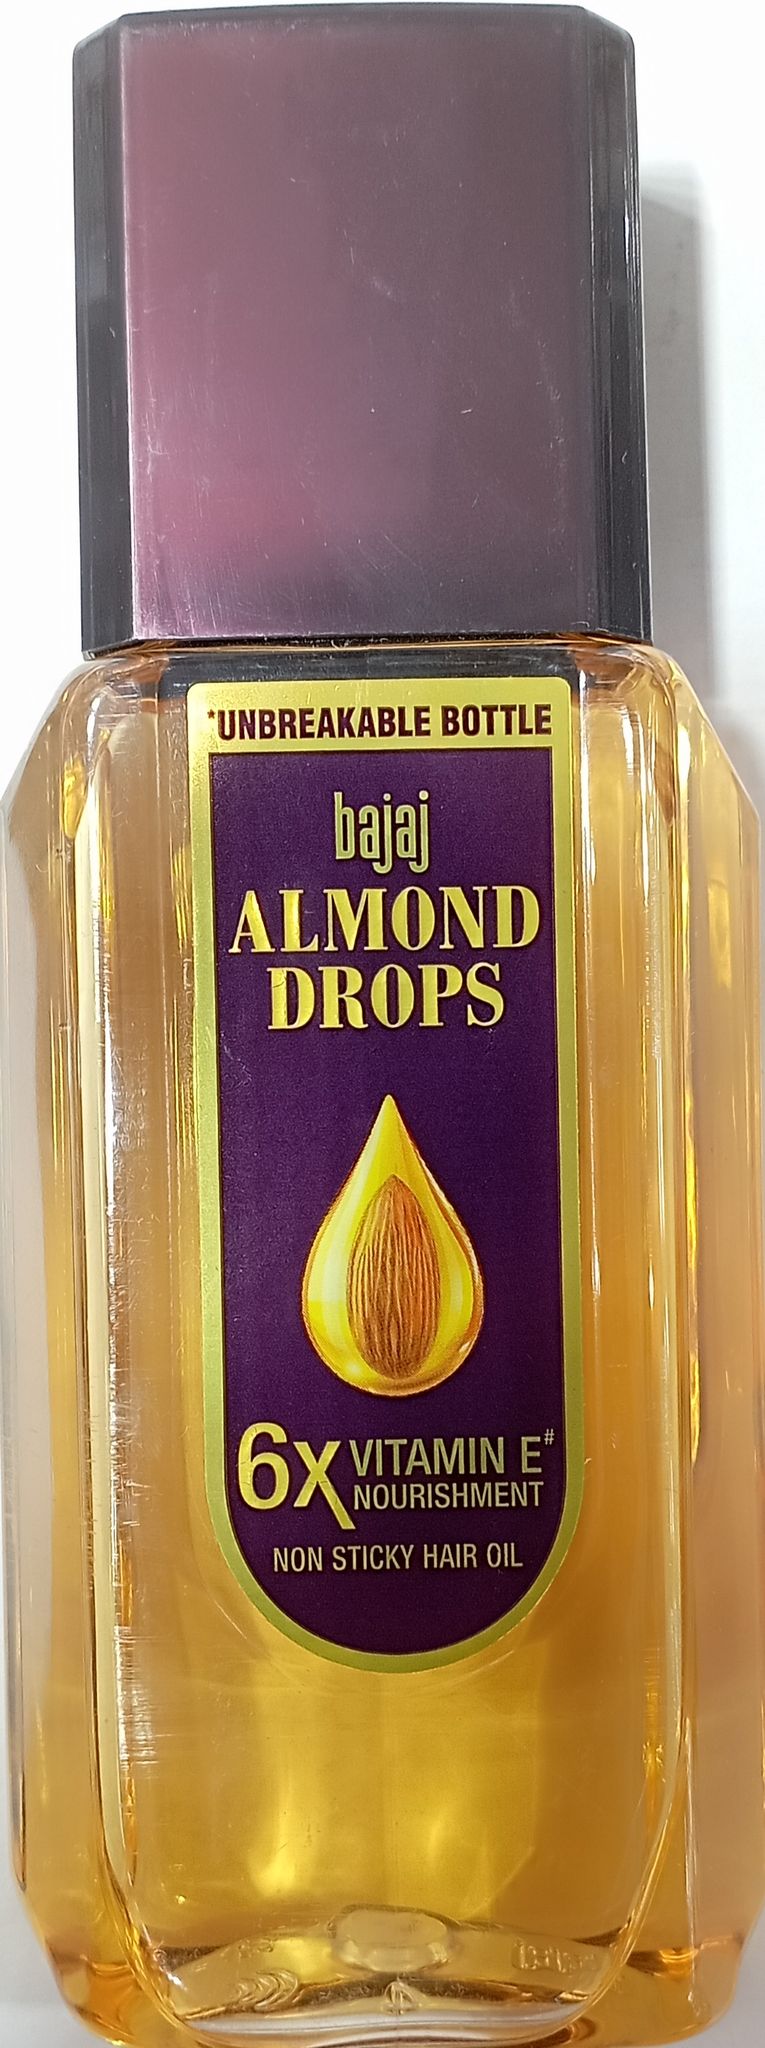 *UNBREAKABLE BOTTLE
bajaj
ALMOND
DROPS
6X VITAMIN E#
NOURISHMENT
NON STICKY HAIR OIL